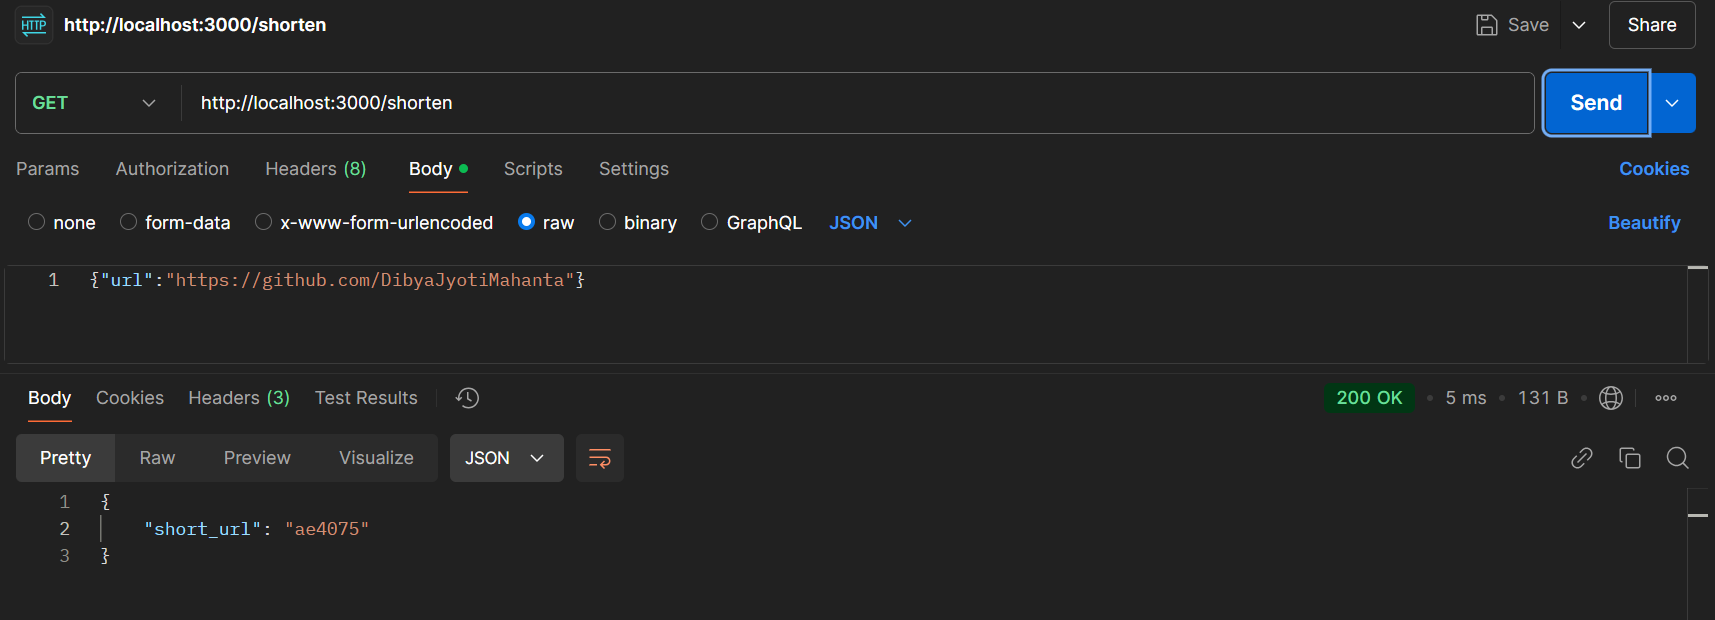 HTTP http://localhost:3000/shorten Save Share
GET http://localhost:3000/shorten Send
Params Authorization Headers (8) Body Scripts Settings Cookies
none form-data x-www-form-urlencoded raw binary GraphQL JSON Beautify
1 {"url":"https://github.com/DibyaJyotiMahanta"}
Body Cookies Headers (3) Test Results 200 OK • 5 ms • 131 B •
Pretty Raw Preview Visualize JSON
1 {
2 "short_url": "ae4075"
3 }